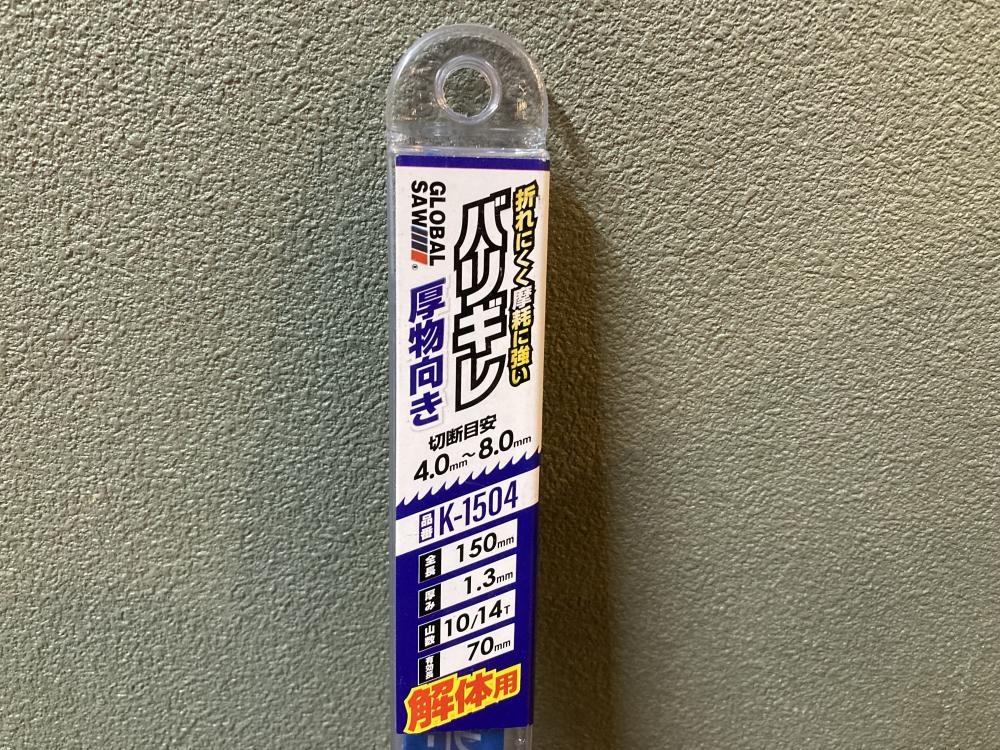 折れにくく摩耗に強い
バリギレ
GLOBAL
SAW
®
厚物向き
切断目安
4.0mm～8.0mm
品番 K-1504
全長 150mm
厚み 1.3mm
山数 10/14T
有効長 70mm
解体用